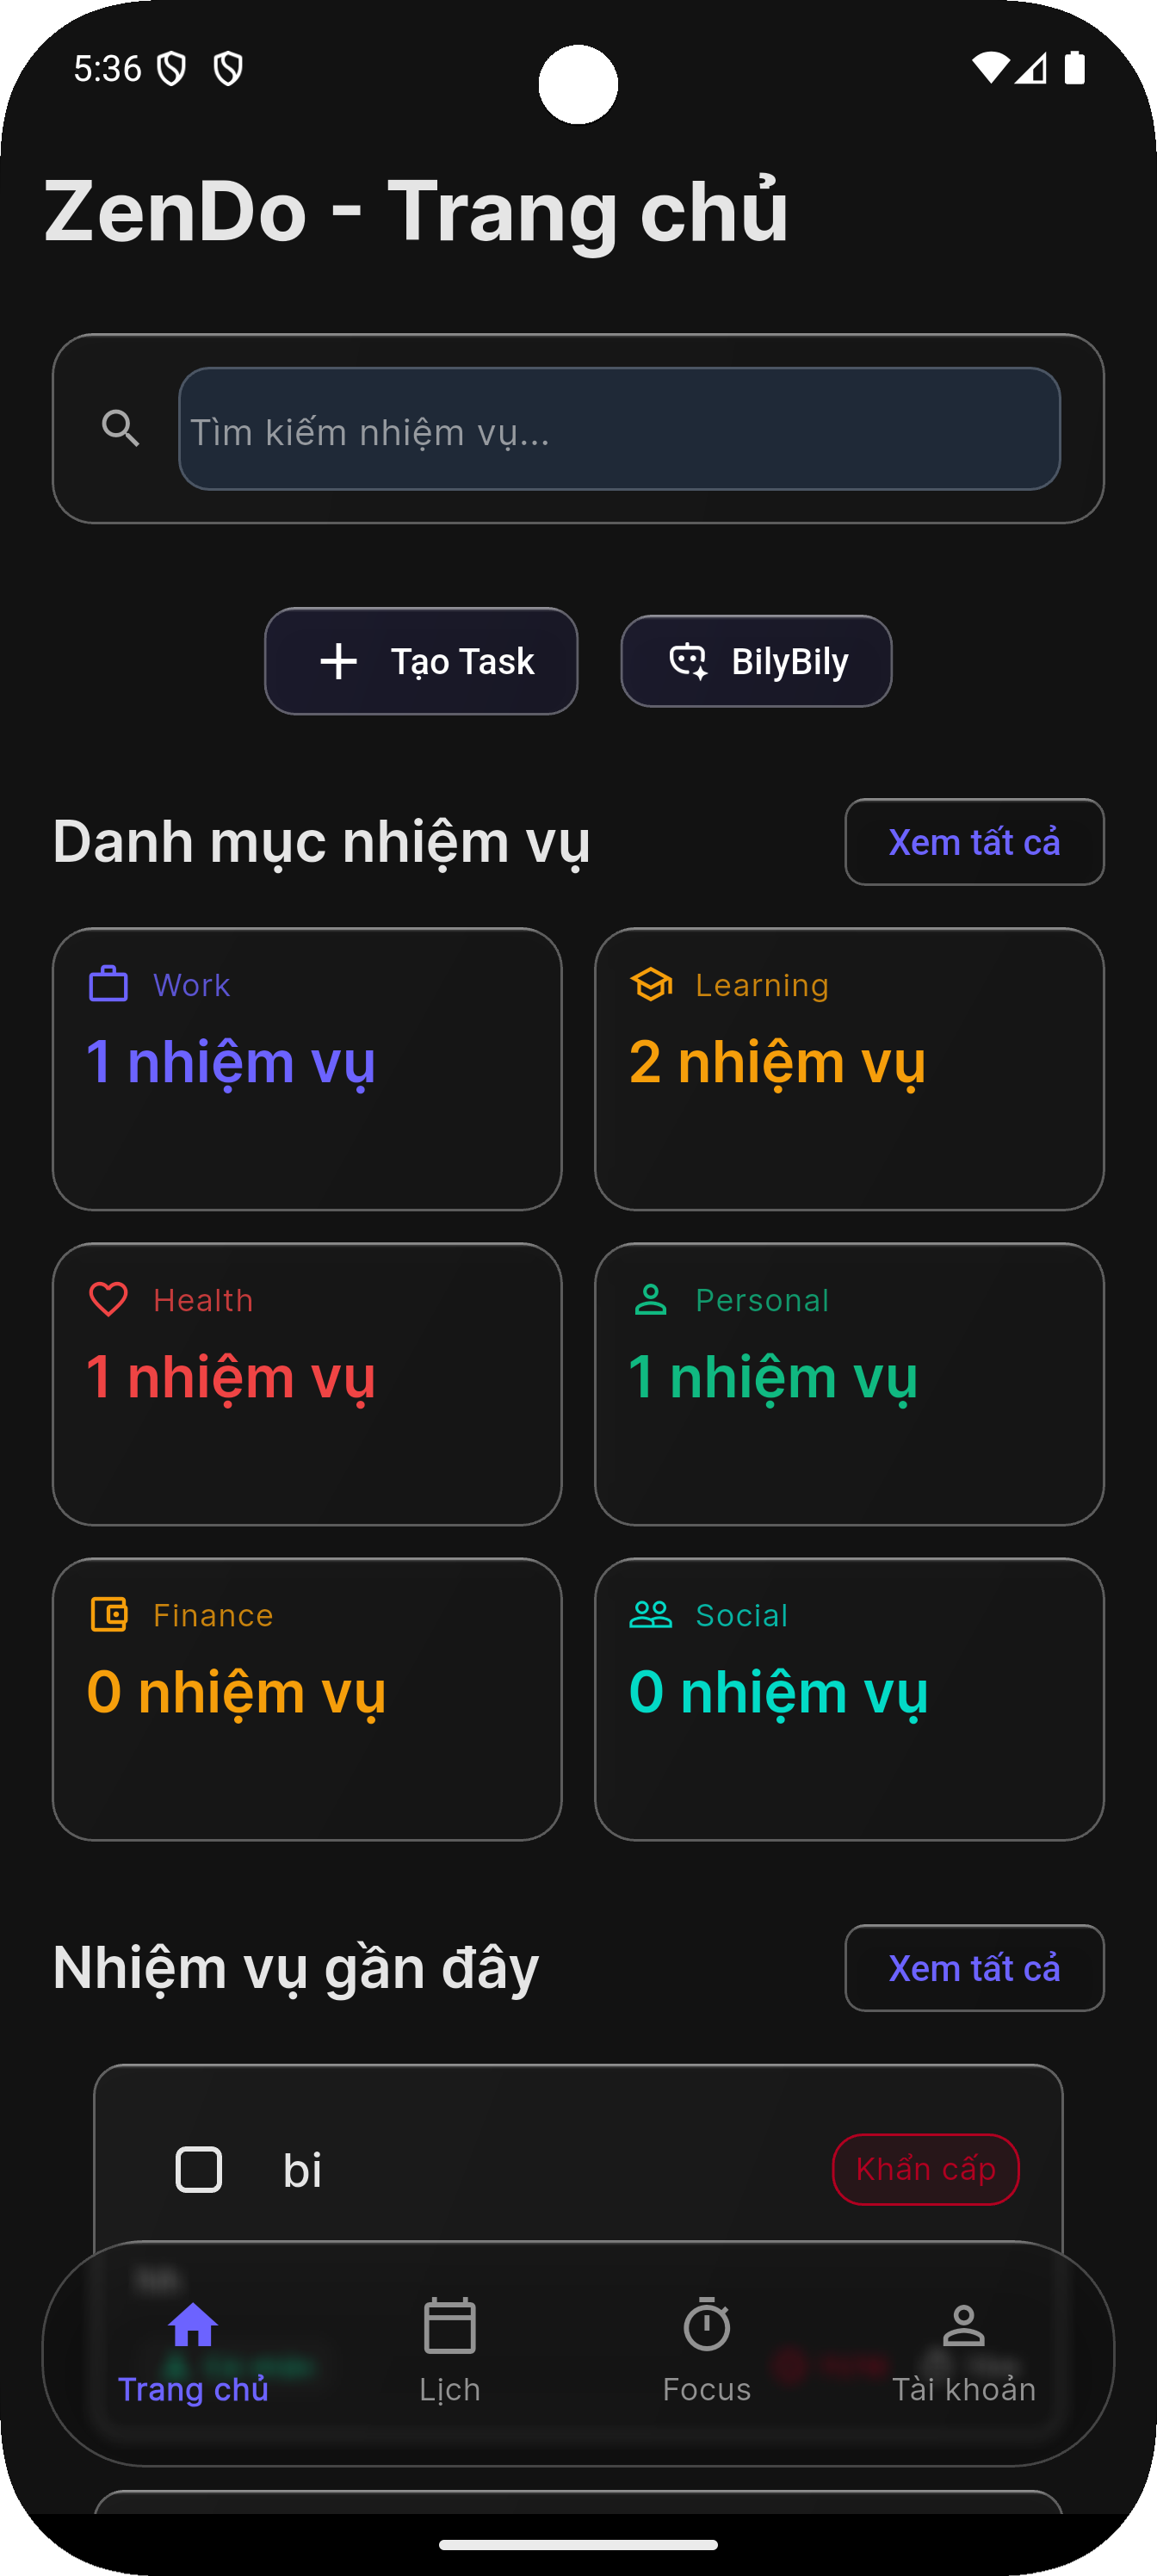 5:36
ZenDo - Trang chủ
Tìm kiếm nhiệm vụ...
Tạo Task
BilyBily
Danh mục nhiệm vụ
Xem tất cả
Work
1 nhiệm vụ
Learning
2 nhiệm vụ
Health
1 nhiệm vụ
Personal
1 nhiệm vụ
Finance
0 nhiệm vụ
Social
0 nhiệm vụ
Nhiệm vụ gần đây
Xem tất cả
bi
Khẩn cấp
Trang chủ
Lịch
Focus
Tài khoản